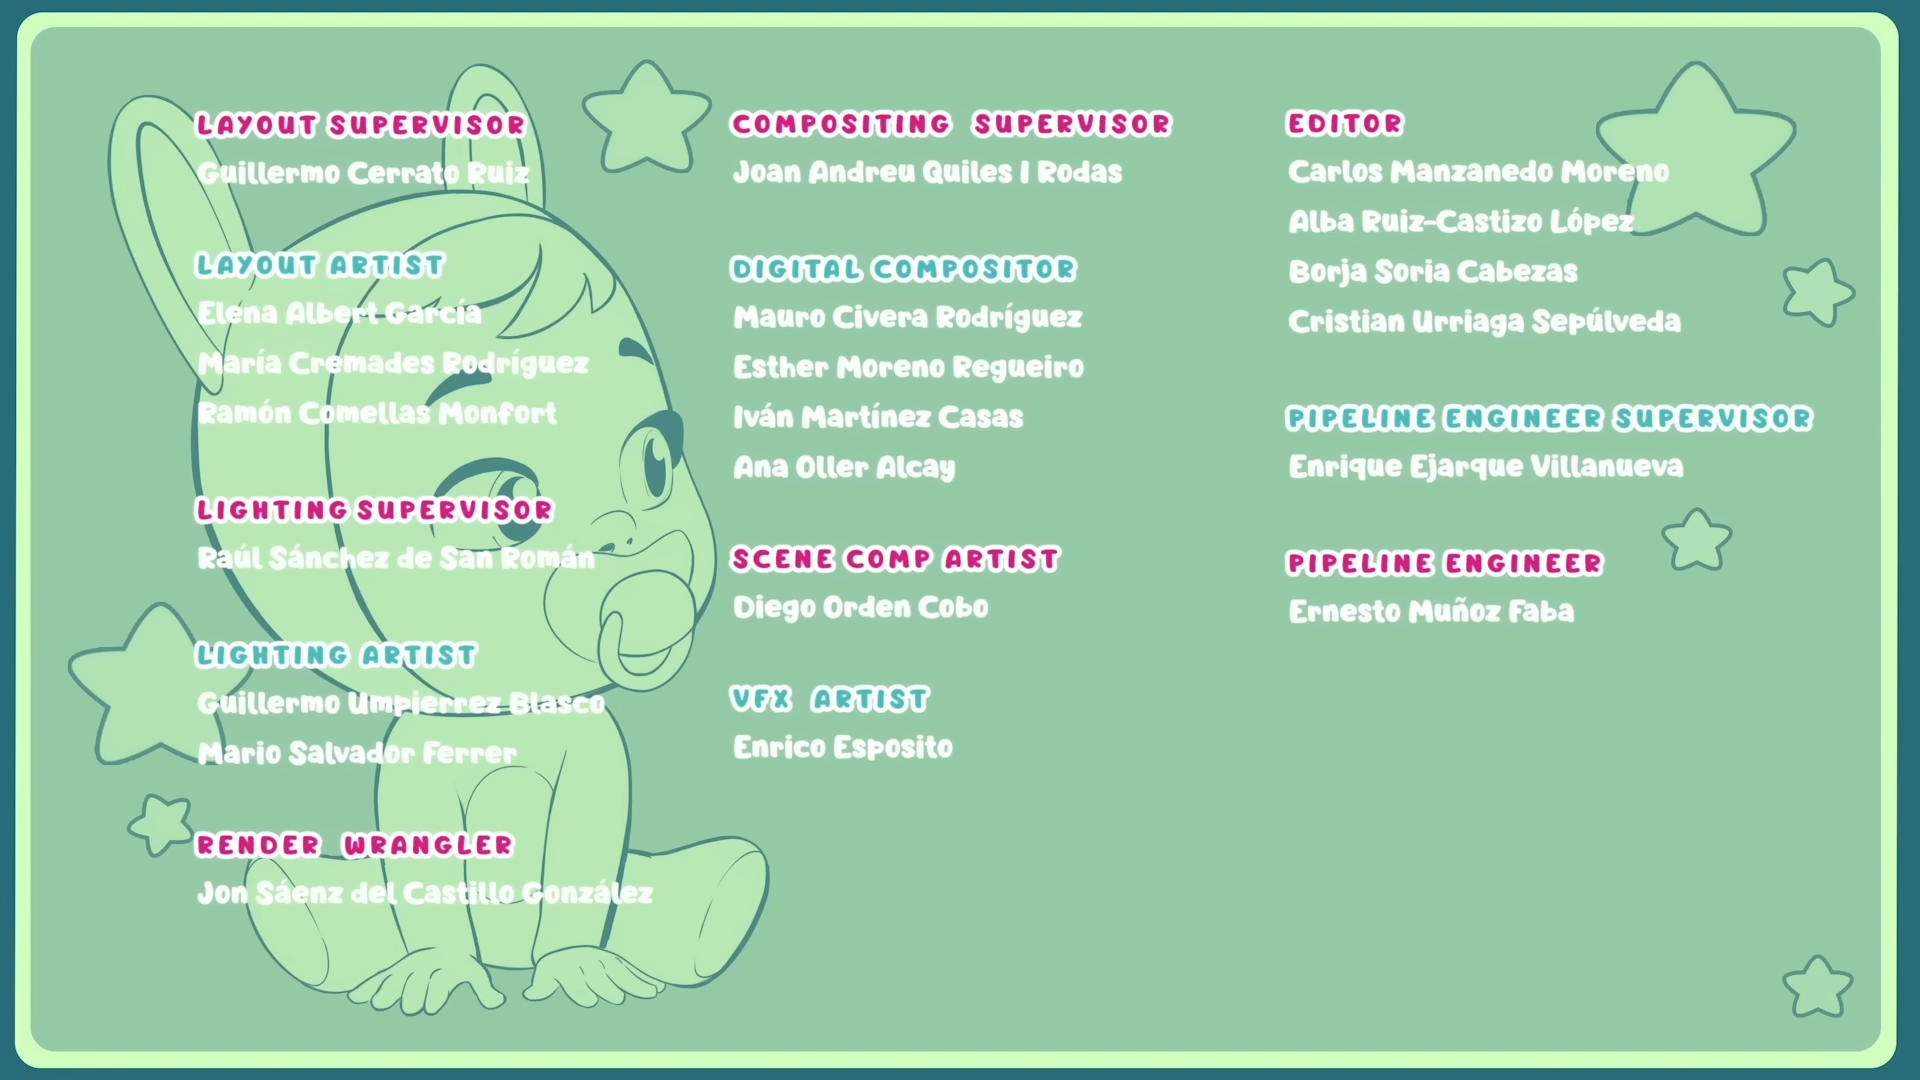 LAYOUT SUPERVISOR
Guillermo Cerrato Ruiz
LAYOUT ARTIST
Elena Albert García
María Cremades Rodríguez
Ramón Comellas Monfort
LIGHTING SUPERVISOR
Raúl Sánchez de San Román
LIGHTING ARTIST
Guillermo Umpierrez Blasco
Mario Salvador Ferrer
RENDER WRANGLER
Jon Sáenz del Castillo González
COMPOSITING SUPERVISOR
Joan Andreu Quiles I Rodas
DIGITAL COMPOSITOR
Mauro Civera Rodríguez
Esther Moreno Regueiro
Iván Martínez Casas
Ana Oller Alcay
SCENE COMP ARTIST
Diego Orden Cobo
VFX ARTIST
Enrico Esposito
EDITOR
Carlos Manzanedo Moreno
Alba Ruiz-Castizo López
Borja Soria Cabezas
Cristian Urriaga Sepúlveda
PIPELINE ENGINEER SUPERVISOR
Enrique Ejarque Villanueva
PIPELINE ENGINEER
Ernesto Muñoz Faba